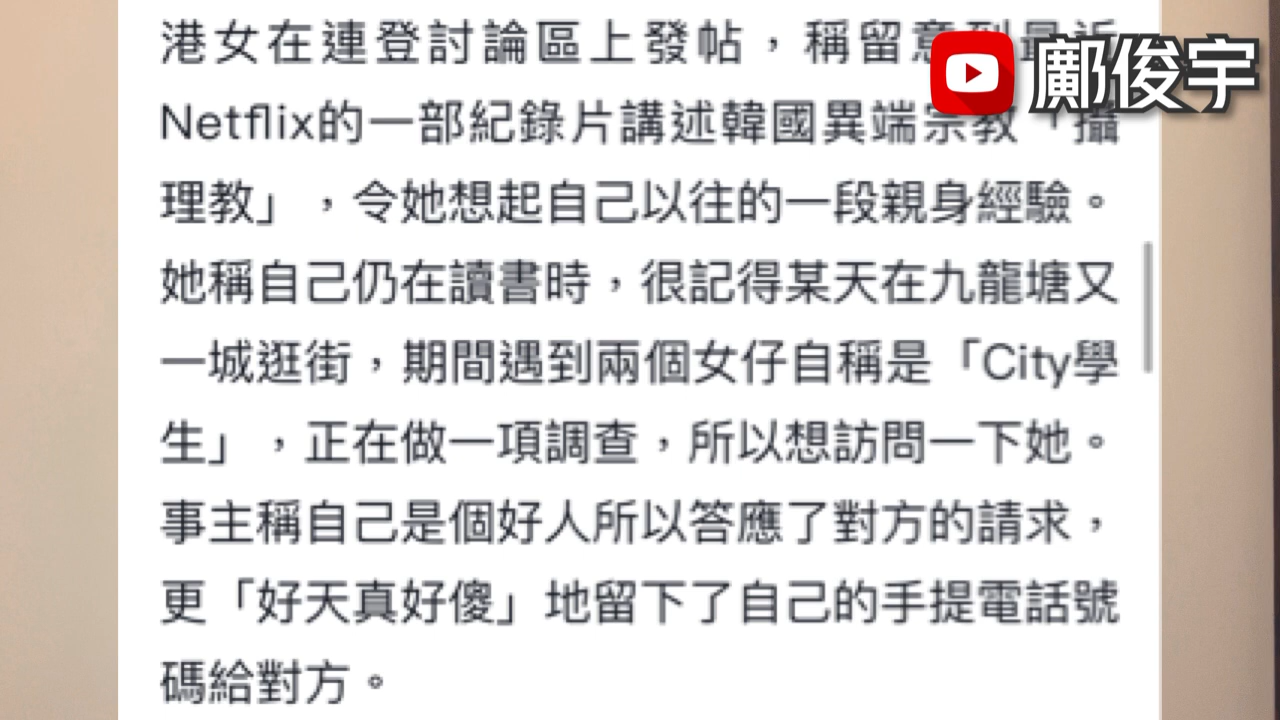 港女在連登討論區上發帖，稱留意到最近
鄺俊宇
Netflix的一部紀錄片講述韓國異端宗教「攝
理教」，令她想起自己以往的一段親身經驗。
她稱自己仍在讀書時，很記得某天在九龍塘又
一城逛街，期間遇到兩個女仔自稱是「City學
生」，正在做一項調查，所以想訪問一下她。
事主稱自己是個好人所以答應了對方的請求，
更「好天真好傻」地留下了自己的手提電話號
碼給對方。